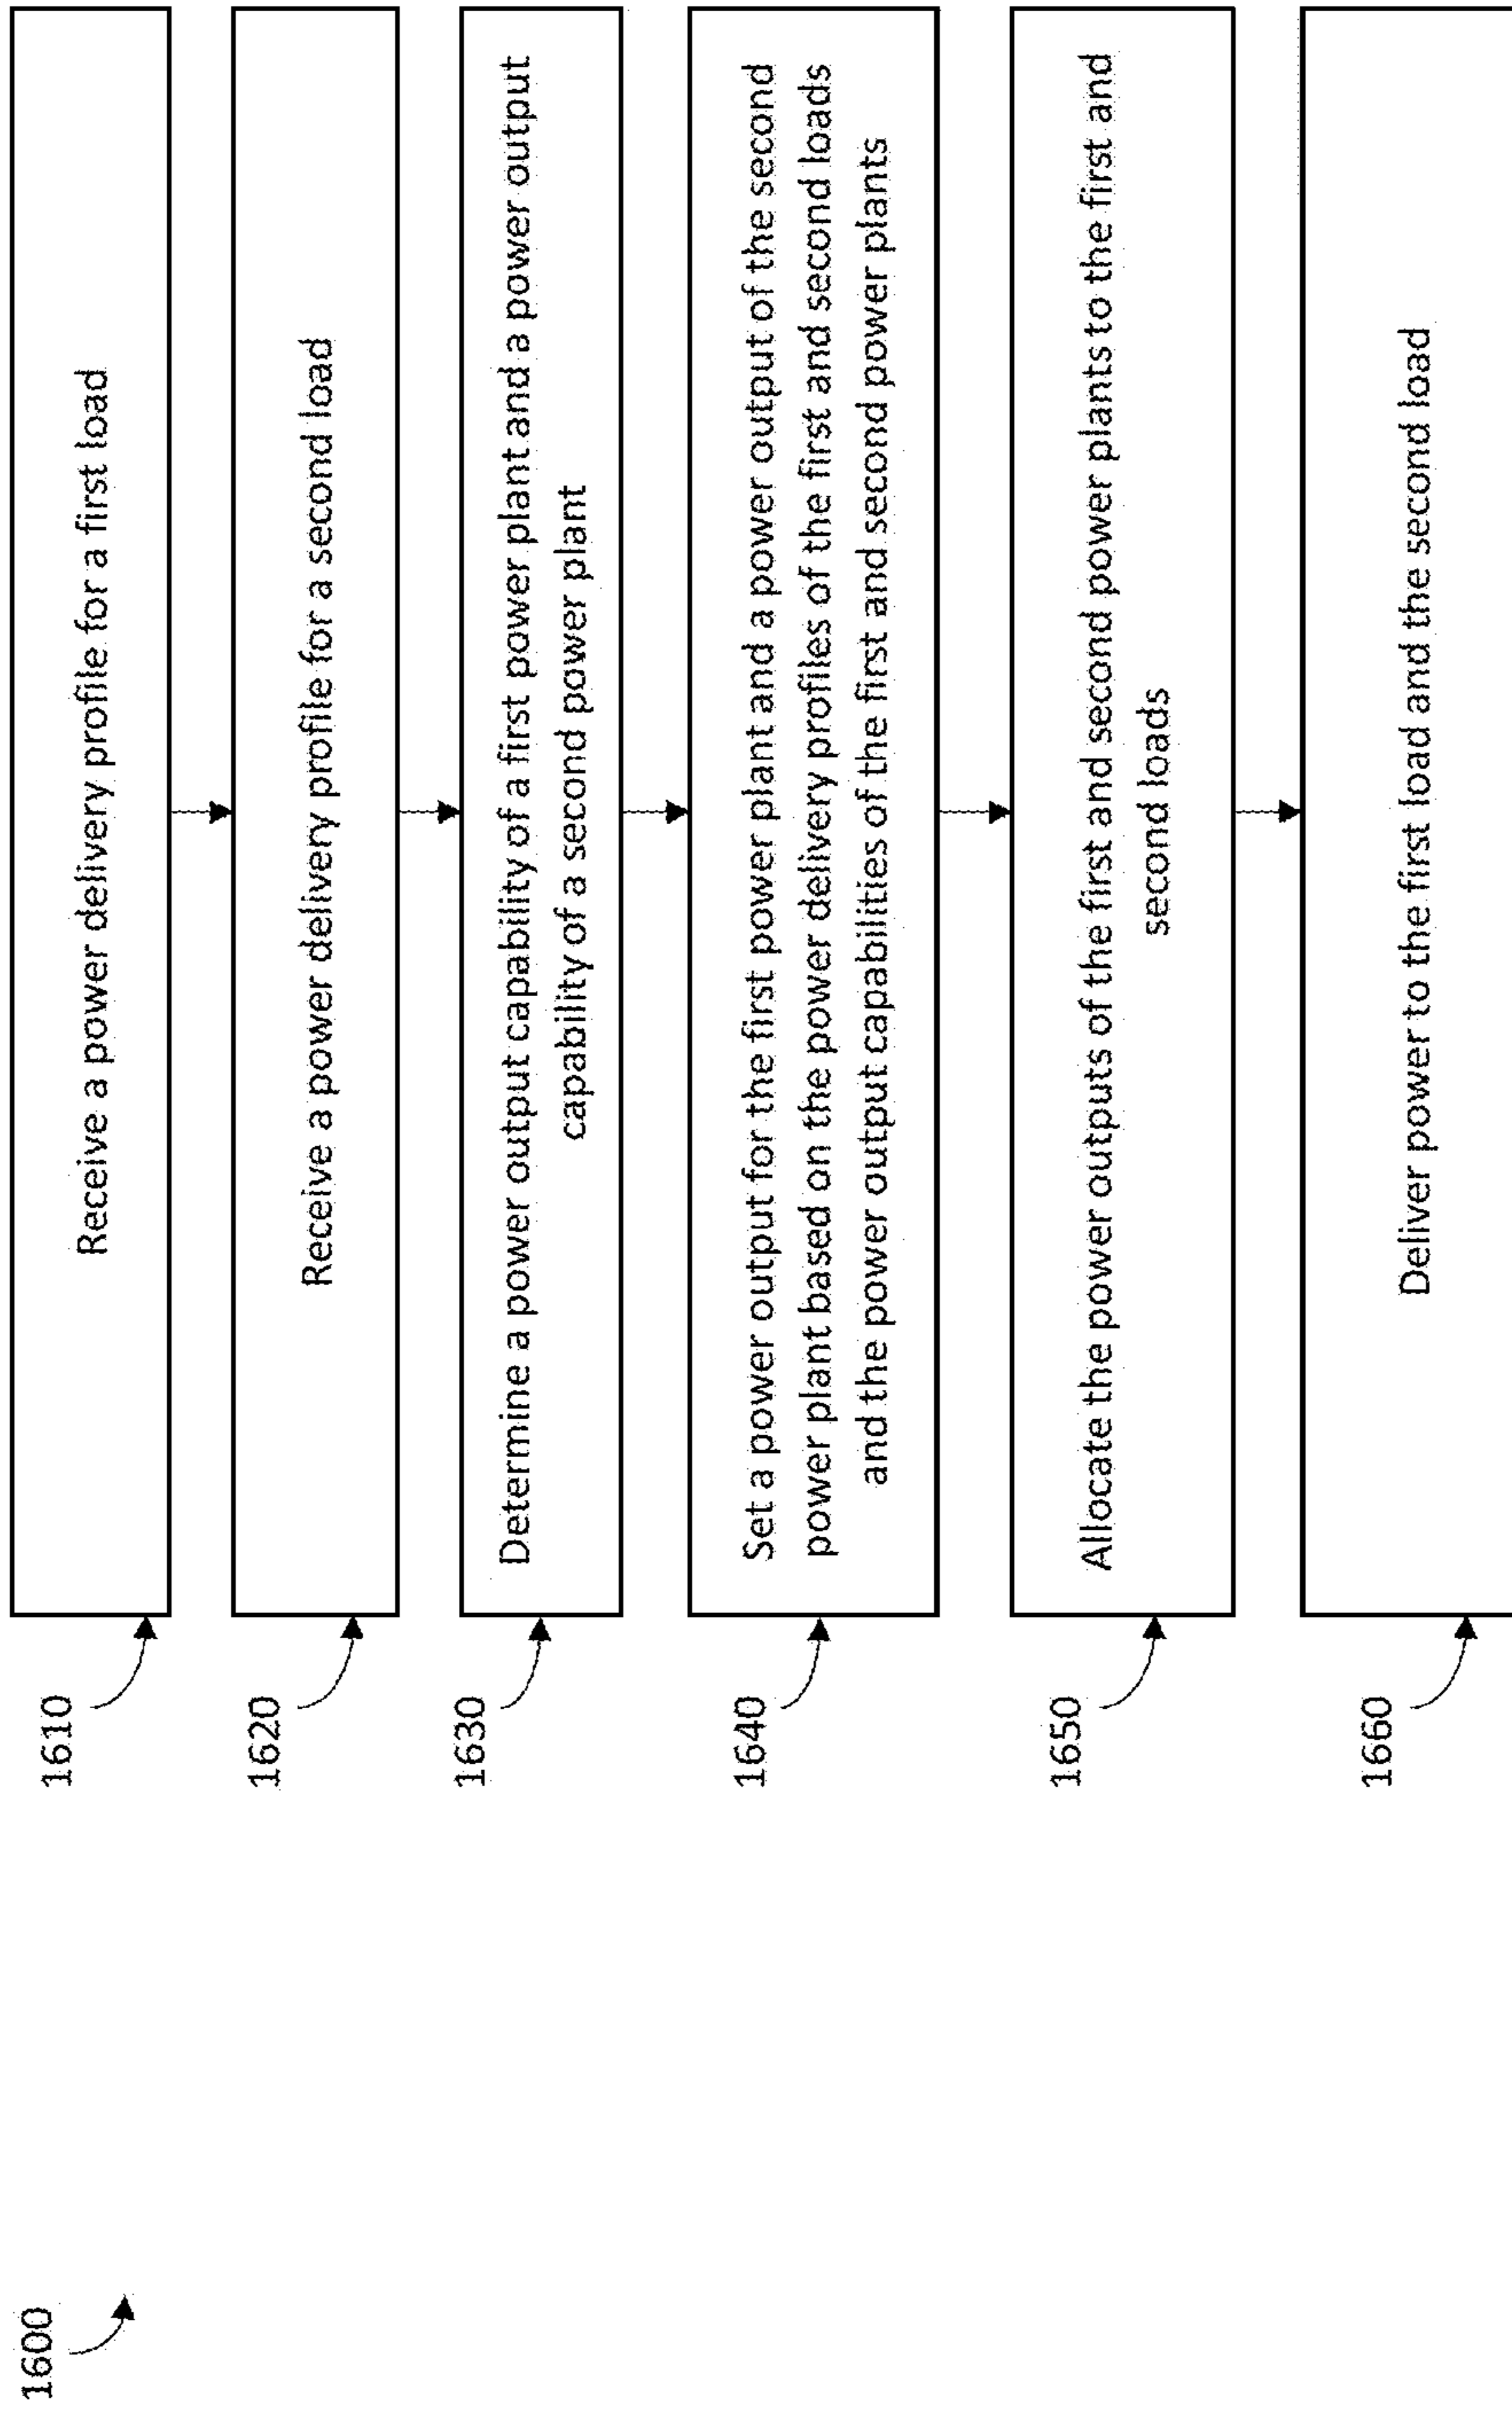 1600
1610
Receive a power delivery profile for a first load
1620
Receive a power delivery profile for a second load
1630
Determine a power output capability of a first power plant and a power output
capability of a second power plant
1640
Set a power output for the first power plant and a power output of the second
power plant based on the power delivery profiles of the first and second loads
and the power output capabilities of the first and second power plants
1650
Allocate the power outputs of the first and second power plants to the first and
second loads
1660
Deliver power to the first load and the second load